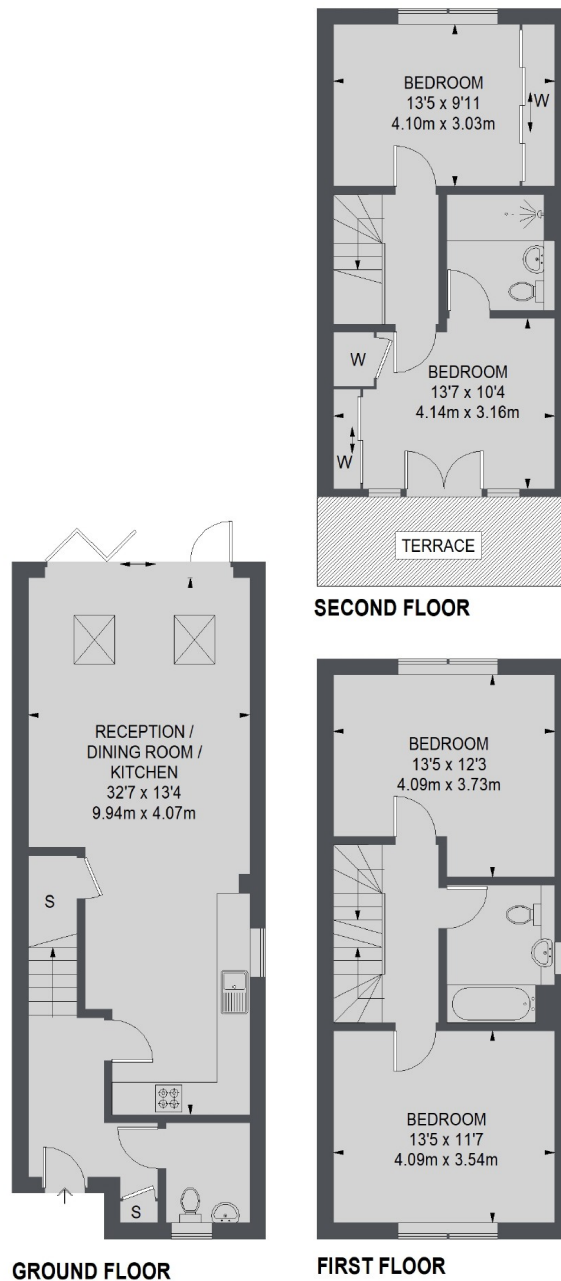 BEDROOM
13'5 x 9'11
4.10m x 3.03m
W
W
BEDROOM
13'7 x 10'4
4.14m x 3.16m
W
TERRACE
SECOND FLOOR
RECEPTION /
DINING ROOM /
KITCHEN
32'7 x 13'4
9.94m x 4.07m
S
S
GROUND FLOOR
BEDROOM
13'5 x 12'3
4.09m x 3.73m
BEDROOM
13'5 x 11'7
4.09m x 3.54m
FIRST FLOOR